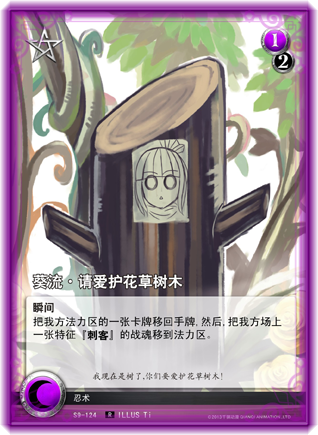 1
2
葵流·请爱护花草树木
瞬间
把我方法力区的一张卡牌移回手牌,然后,把我方场上
一张特征『刺客』的战魂移到法力区。
我现在是树了,你们要爱护花草树木!
忍术
S9-124 R ILLUS Ti